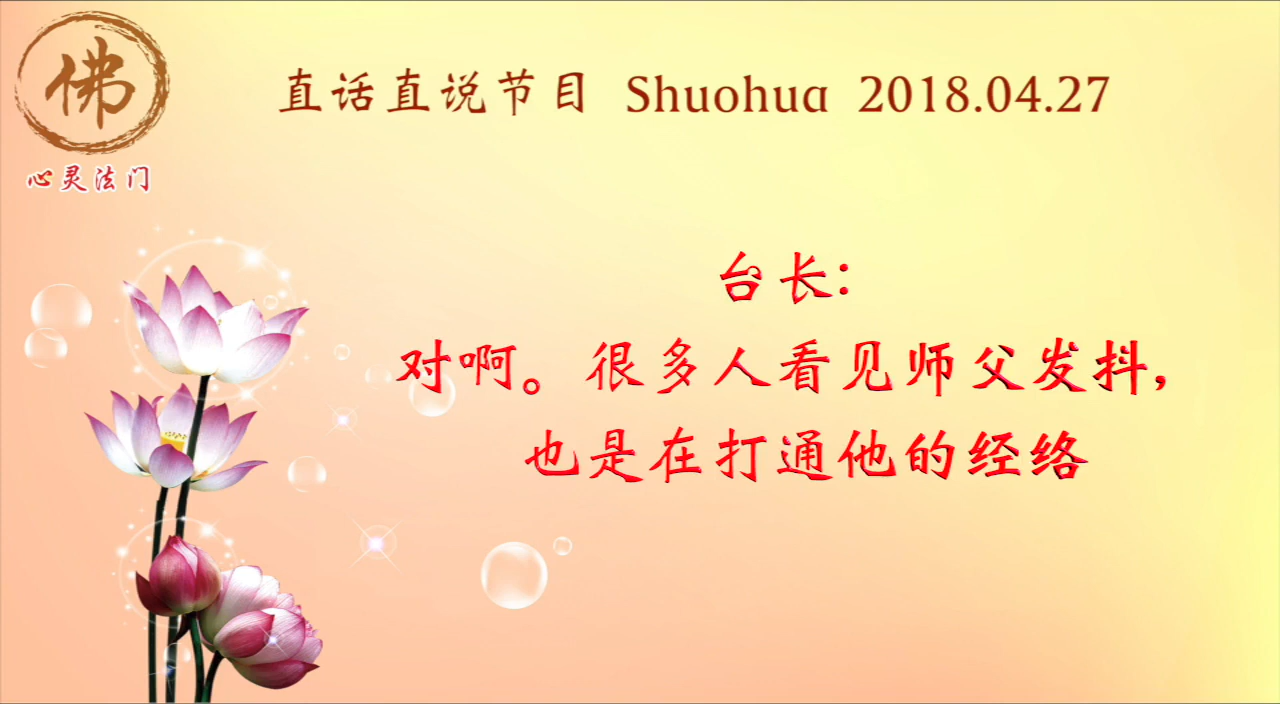 佛
心灵法门
直话直说节目 Shuohua 2018.04.27
台长：
对啊。很多人看见师父发抖，
也是在打通他的经络